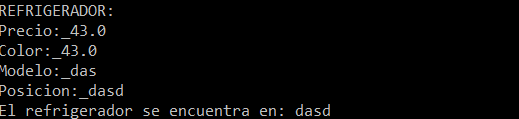 REFRIGERADOR:
Precio:_43.0
Color:_43.0
Modelo:_das
Posicion:_dasd
El refrigerador se encuentra en: dasd